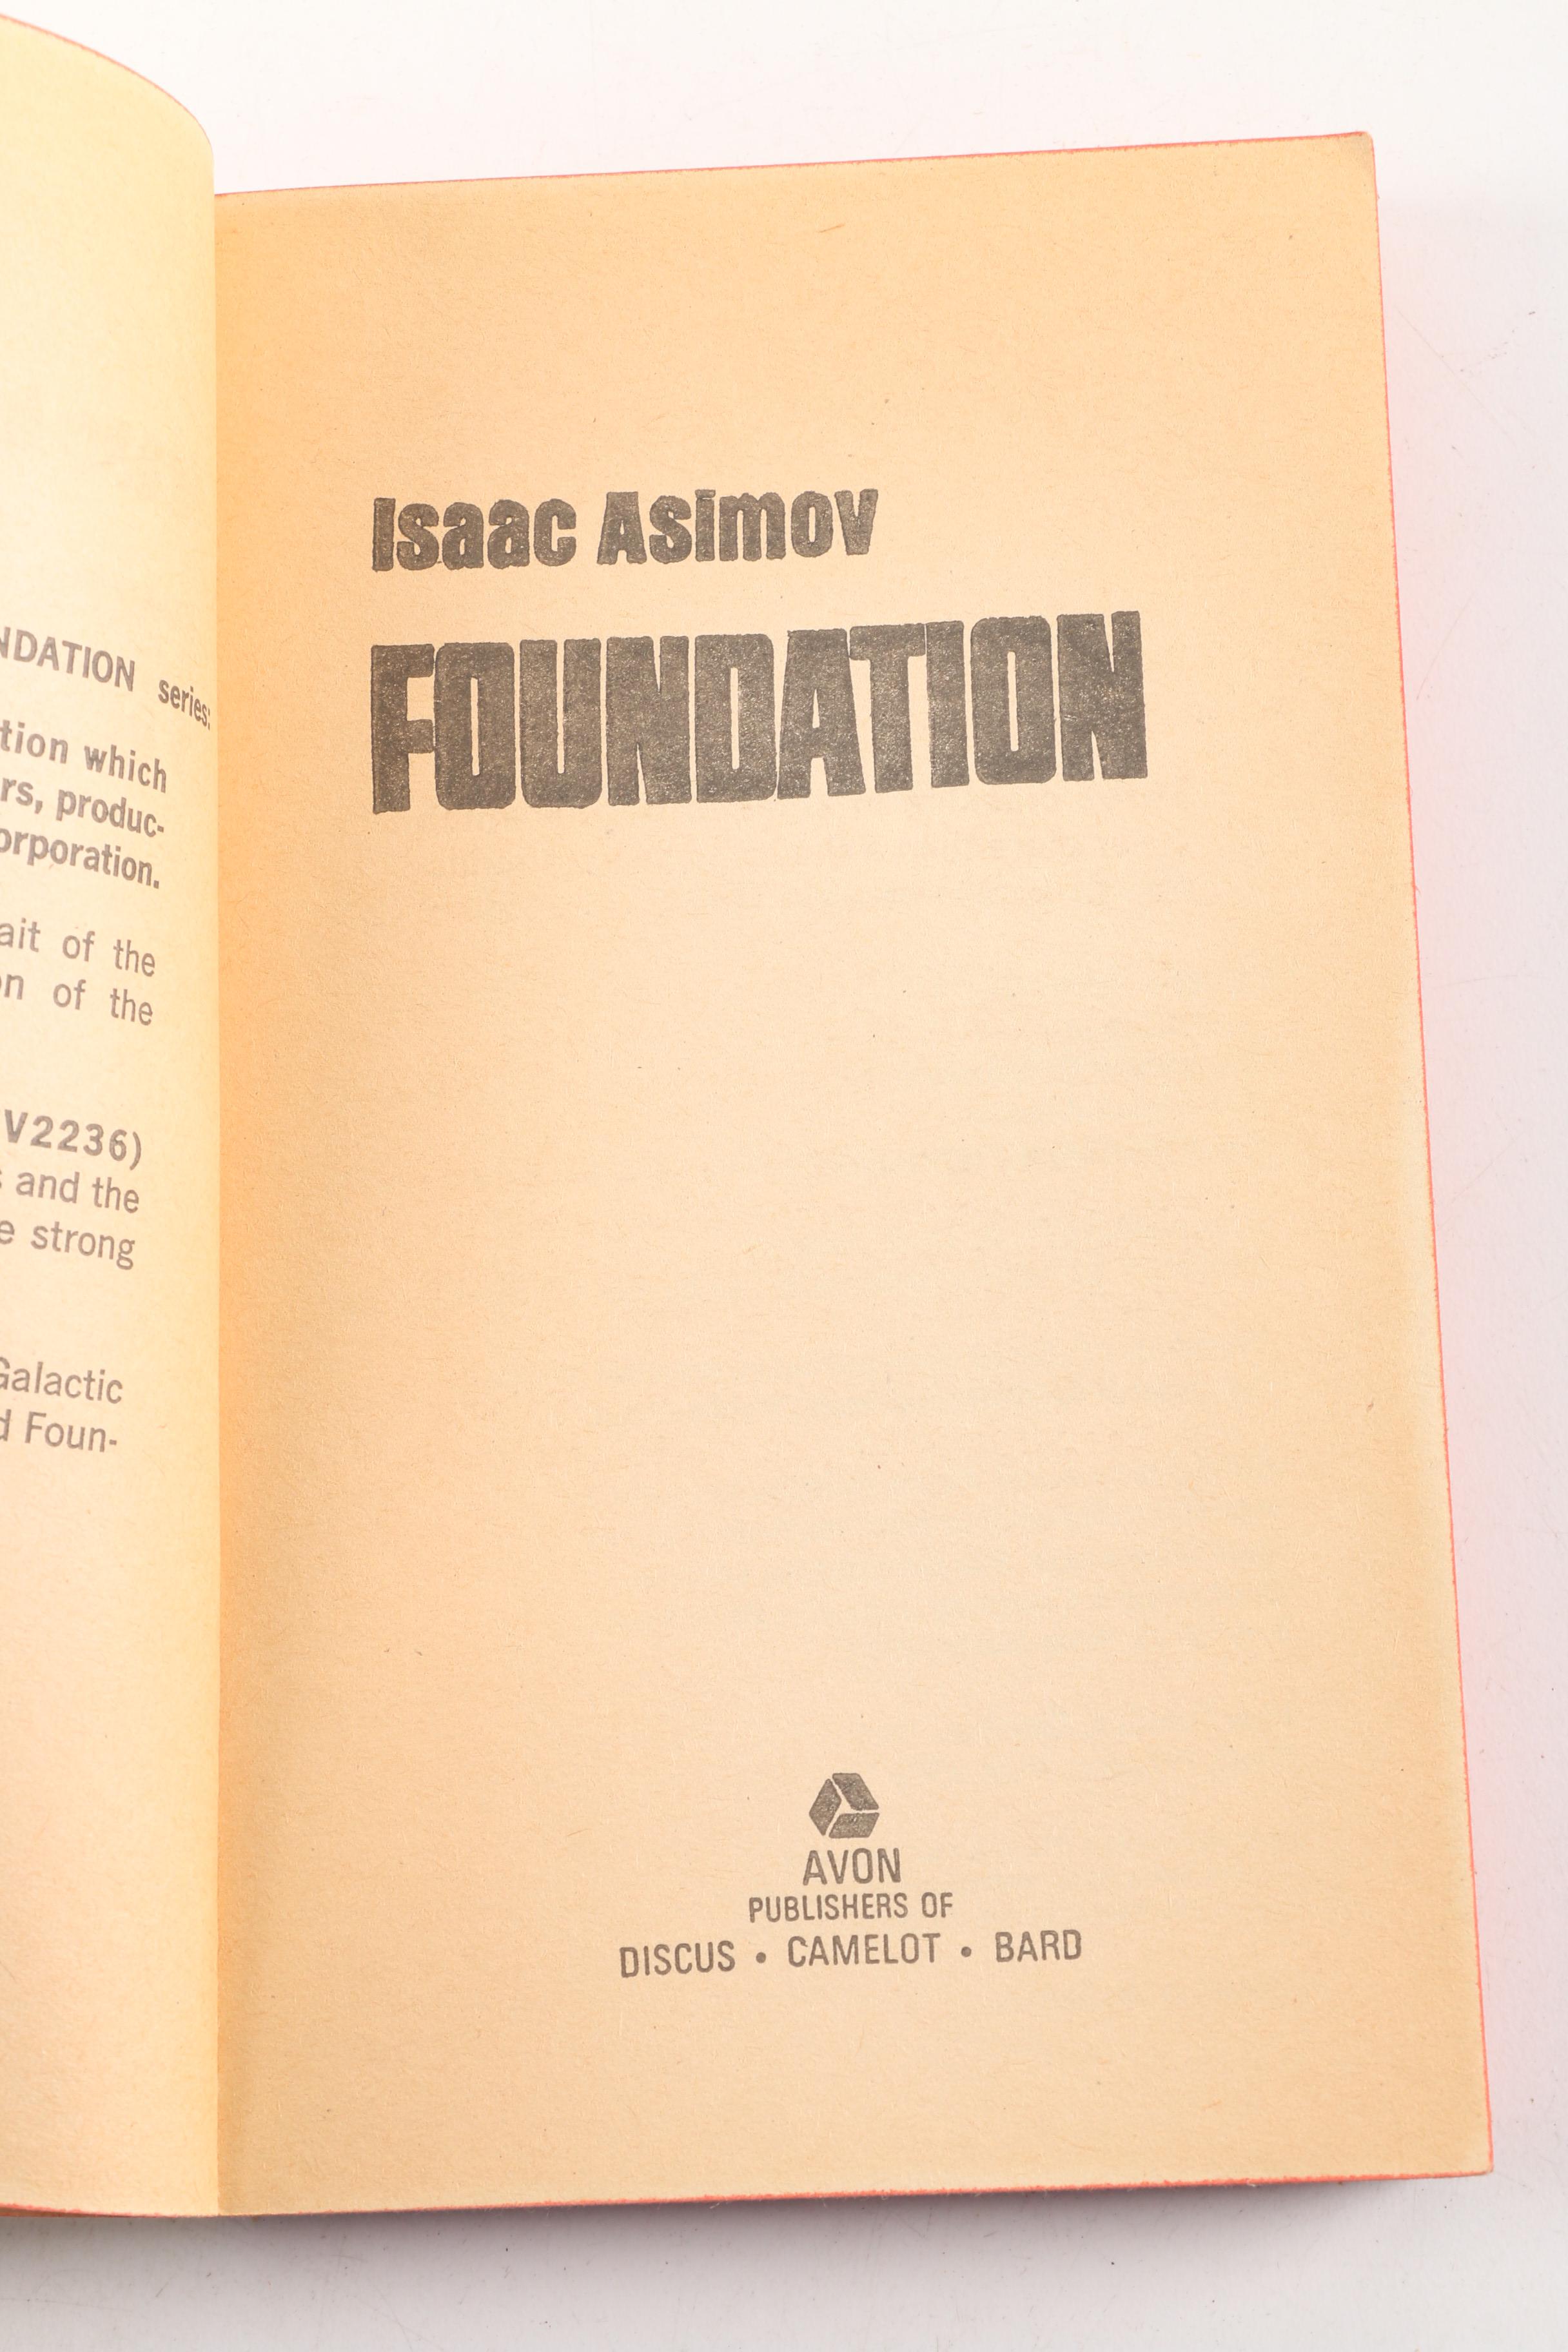 NDATION series:
tion which
rs, produc-
orporation.
ait of the
on of the
V2236)
s and the
e strong
Galactic
d Foun-
Isaac Asimov
FOUNDATION
AVON
PUBLISHERS OF
DISCUS • CAMELOT • BARD